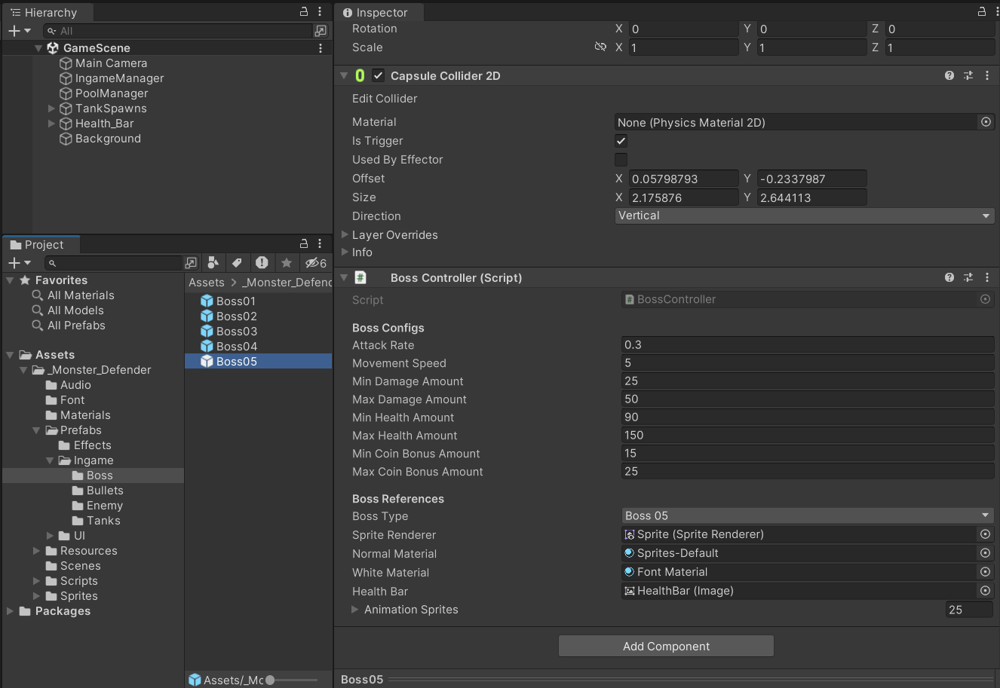 Hierarchy
All
GameScene
Main Camera
IngameManager
PoolManager
TankSpawns
Health_Bar
Background
Project
6
Favorites
All Materials
All Models
All Prefabs
Assets
_Monster_Defender
Audio
Font
Materials
Prefabs
Effects
Ingame
Boss
Bullets
Enemy
Tanks
UI
Resources
Scenes
Scripts
Sprites
Packages
Assets > _Monster_Defend
Boss01
Boss02
Boss03
Boss04
Boss05
Assets/_Mc
Inspector
Rotation X 0 Y 0 Z 0
Scale X 1 Y 1 Z 1
Capsule Collider 2D
Edit Collider
Material None (Physics Material 2D)
Is Trigger
Used By Effector
Offset X 0.05798793 Y -0.2337987
Size X 2.175876 Y 2.644113
Direction Vertical
Layer Overrides
Info
# Boss Controller (Script)
Script # BossController
Boss Configs
Attack Rate 0.3
Movement Speed 5
Min Damage Amount 25
Max Damage Amount 50
Min Health Amount 90
Max Health Amount 150
Min Coin Bonus Amount 15
Max Coin Bonus Amount 25
Boss References
Boss Type Boss 05
Sprite Renderer Sprite (Sprite Renderer)
Normal Material Sprites-Default
White Material Font Material
Health Bar HealthBar (Image)
Animation Sprites 25
Add Component
Boss05